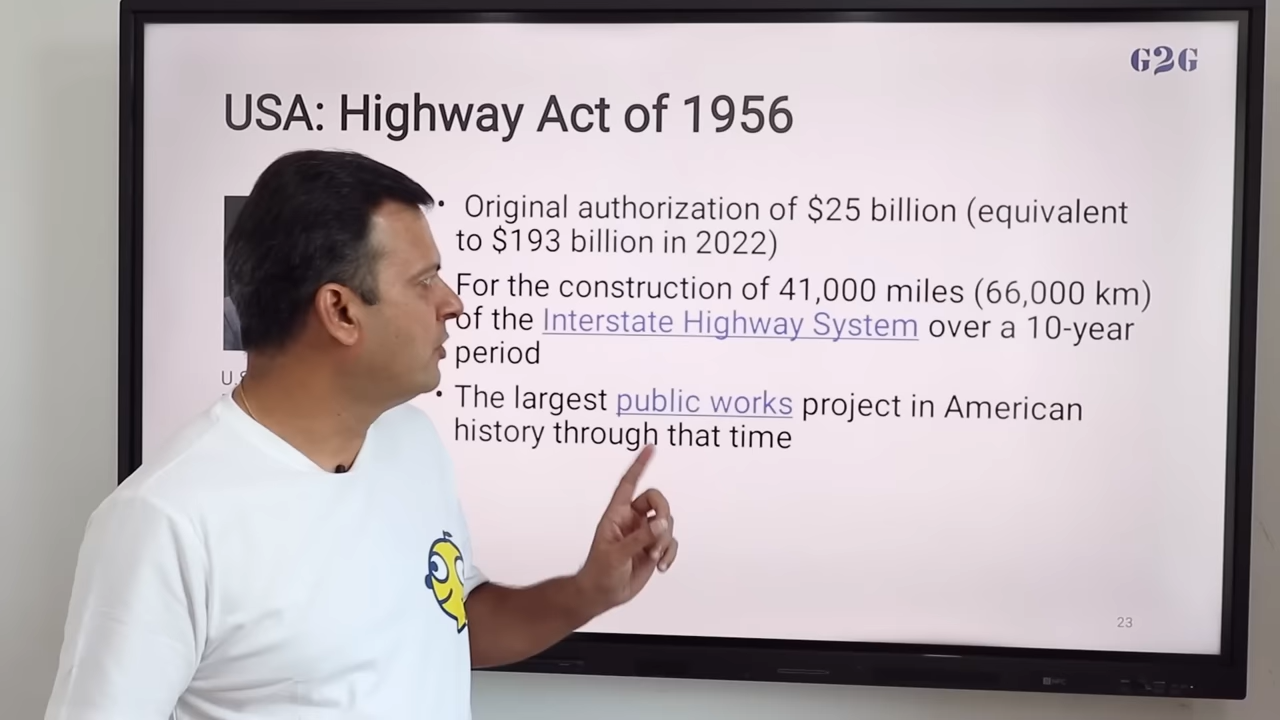 G2G
USA: Highway Act of 1956
• Original authorization of $25 billion (equivalent
to $193 billion in 2022)
For the construction of 41,000 miles (66,000 km)
of the Interstate Highway System over a 10-year
period
• The largest public works project in American
history through that time
U.S
23